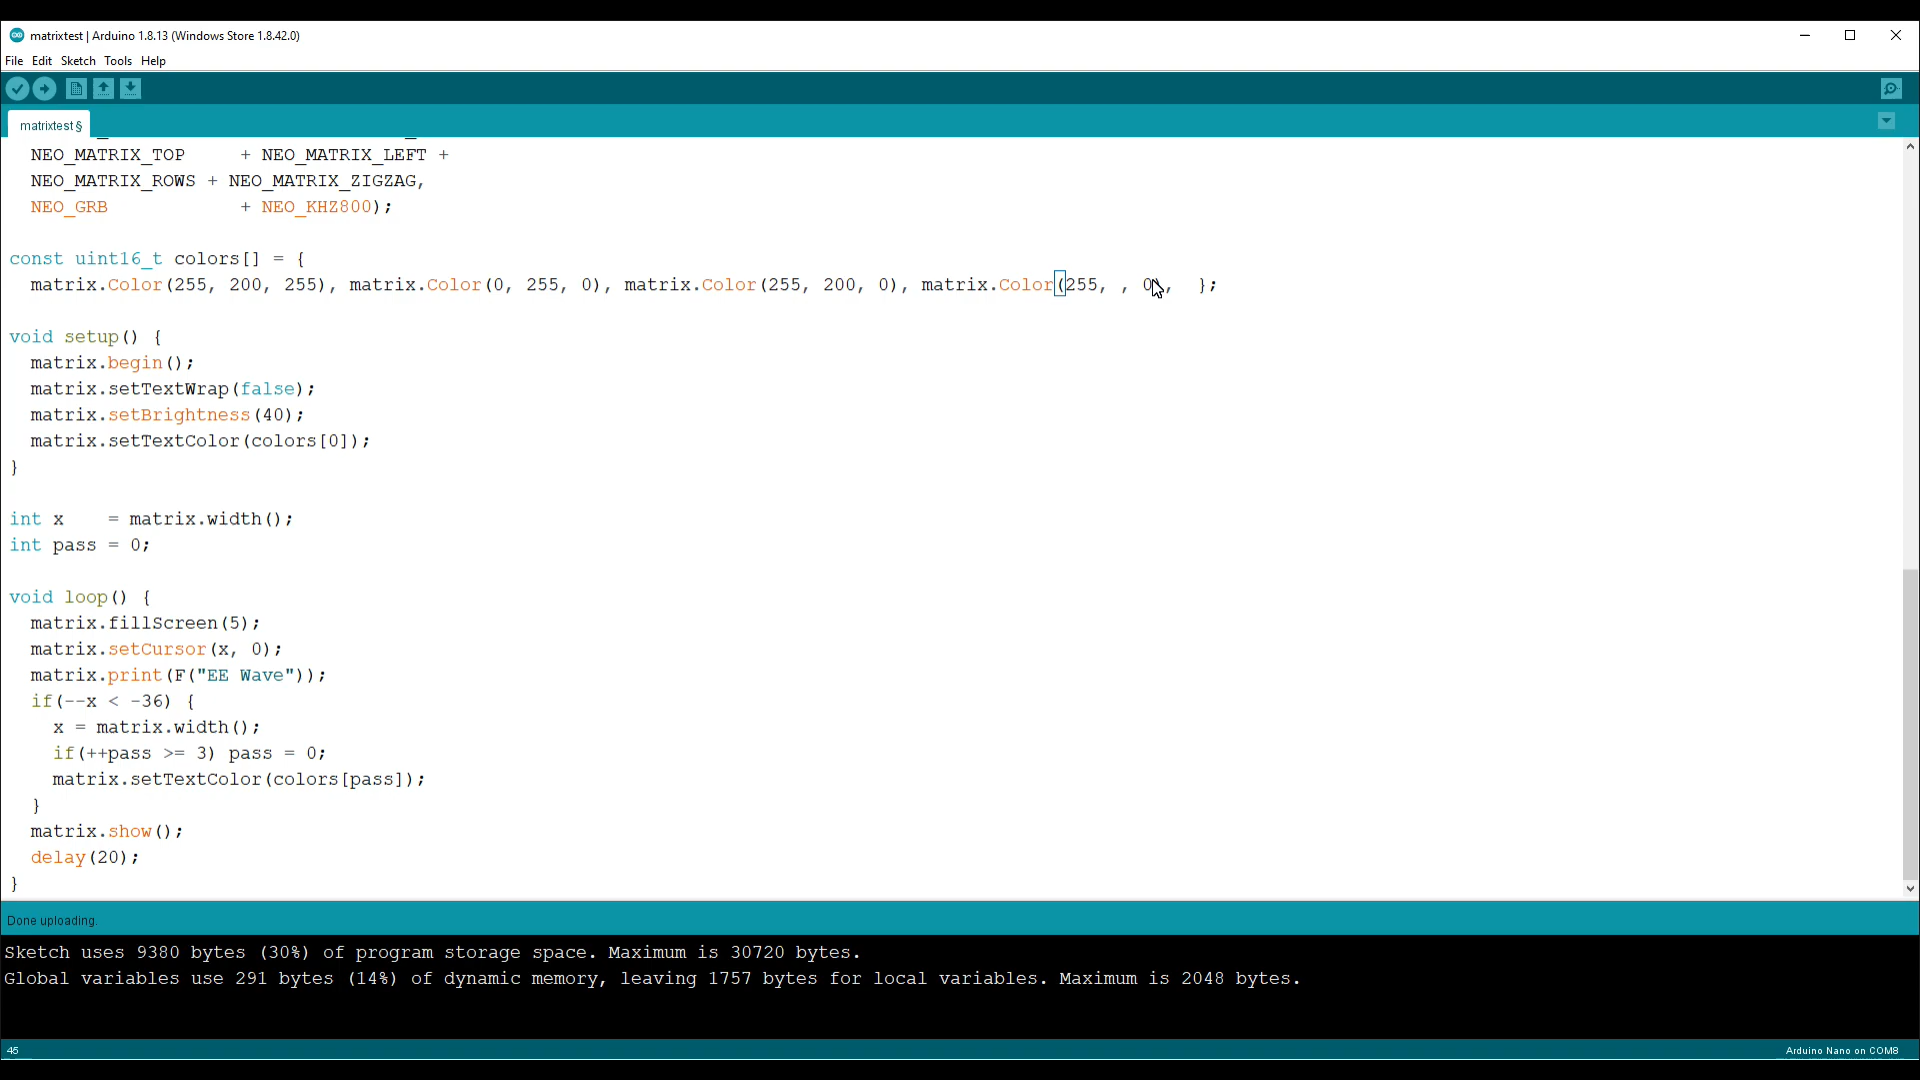 matrixtest | Arduino 1.8.13 (Windows Store 1.8.42.0)
File Edit Sketch Tools Help
matrixtest §
NEO_MATRIX_TOP     + NEO_MATRIX_LEFT +
NEO_MATRIX_ROWS + NEO_MATRIX_ZIGZAG,
NEO_GRB            + NEO_KHZ800);
const uint16_t colors[] = {
matrix.Color(255, 200, 255), matrix.Color(0, 255, 0), matrix.Color(255, 200, 0), matrix.Color(255, , 0),  };
void setup() {
matrix.begin();
matrix.setTextWrap(false);
matrix.setBrightness(40);
matrix.setTextColor(colors[0]);
}
int x    = matrix.width();
int pass = 0;
void loop() {
matrix.fillScreen(5);
matrix.setCursor(x, 0);
matrix.print(F("EE Wave"));
if(--x < -36) {
x = matrix.width();
if(++pass >= 3) pass = 0;
matrix.setTextColor(colors[pass]);
}
matrix.show();
delay(20);
}
Done uploading.
Sketch uses 9380 bytes (30%) of program storage space. Maximum is 30720 bytes.
Global variables use 291 bytes (14%) of dynamic memory, leaving 1757 bytes for local variables. Maximum is 2048 bytes.
45 Arduino Nano on COM8